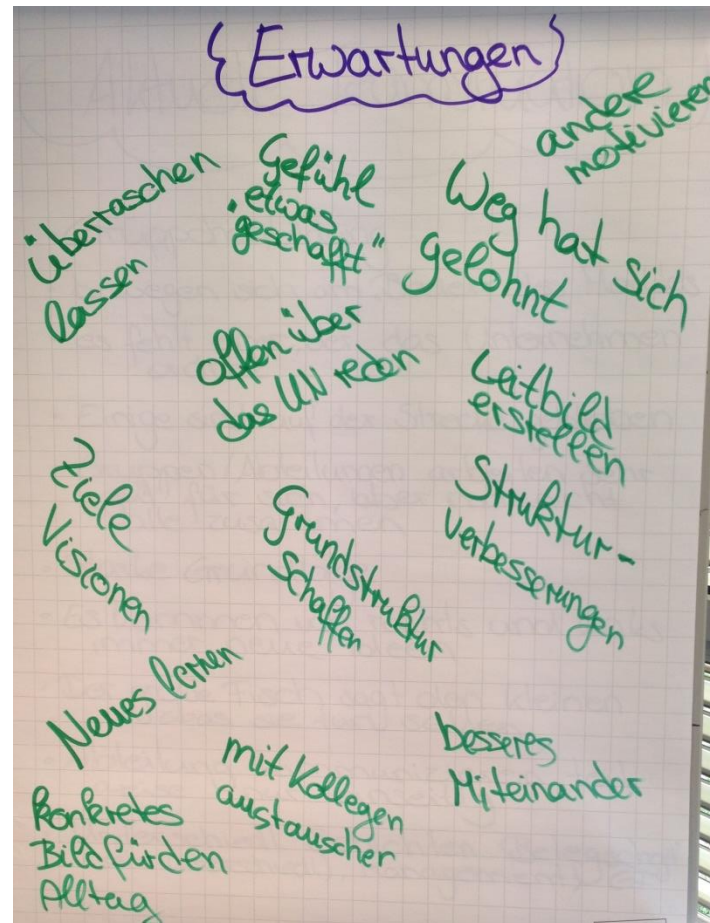 Erwartungen
andere
motivieren
Übertaschen
lassen
Gefühl
"etwas
geschafft"
Weg hat sich
gelohnt
offen über
das UN reden
Leitbild
erstellen
Ziele
Visionen
Grundstruktur
schaffen
Struktur-
verbesserungen
Neues lernen
mit Kollegen
austauschen
besseres
Miteinander
Konkretes
Bild für den
Alltag